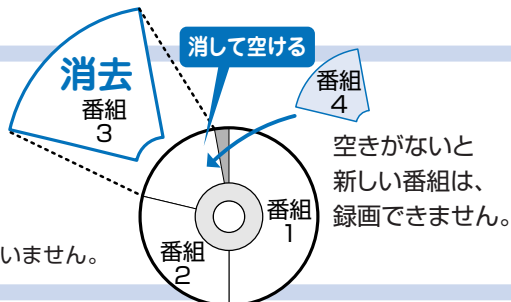 消して空ける
消去
番組
3
番組
4
空きがないと
新しい番組は、
録画できません。
番組
1
番組
2
いません。